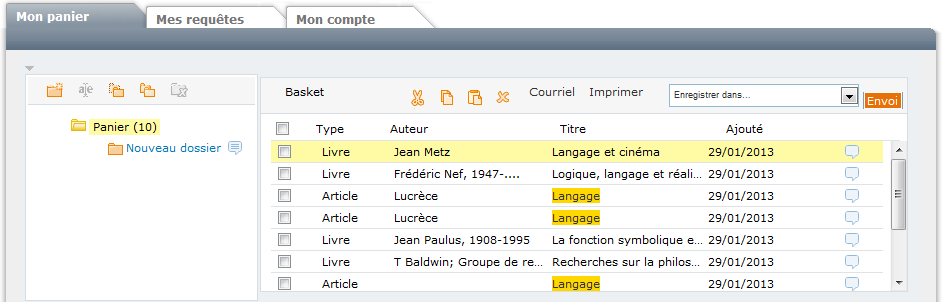 Mon panier Mes requêtes Mon compte
Basket Courriel Imprimer Enregistrer dans... Envoi
Panier (10)
Nouveau dossier
Type Auteur Titre Ajouté
Livre Jean Metz Langage et cinéma 29/01/2013
Livre Frédéric Nef, 1947-.... Logique, langage et réali... 29/01/2013
Article Lucrèce Langage 29/01/2013
Article Lucrèce Langage 29/01/2013
Livre Jean Paulus, 1908-1995 La fonction symbolique e... 29/01/2013
Livre T Baldwin; Groupe de re... Recherches sur la philos... 29/01/2013
Article Langage 29/01/2013